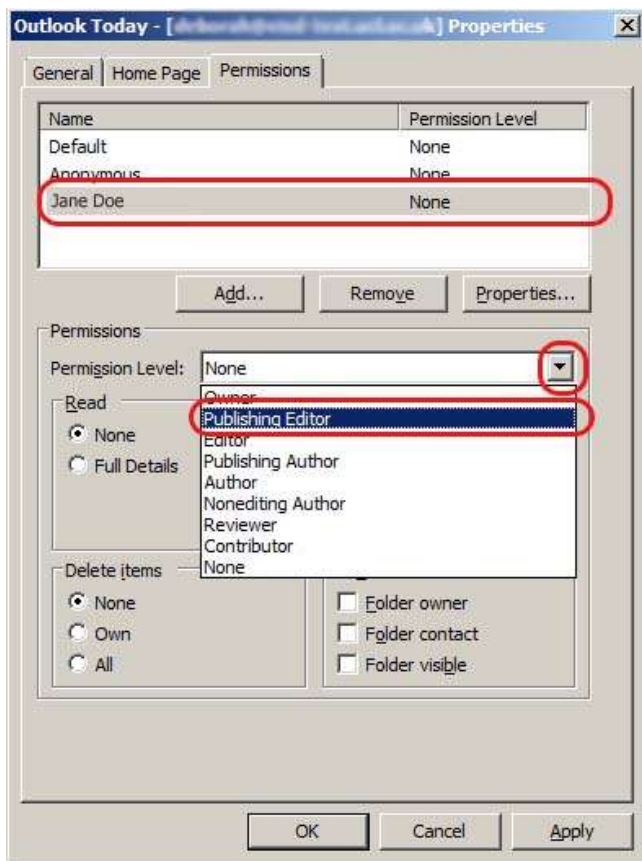 Outlook Today - [ ] Properties
General Home Page Permissions
Name Permission Level
Default None
Anonymous None
Jane Doe None
Add... Remove Properties...
Permissions
Permission Level: None
Owner
Publishing Editor
Editor
Publishing Author
Author
Nonediting Author
Reviewer
Contributor
None
Read
None
Full Details
Delete items
None
Own
All
Folder owner
Folder contact
Folder visible
OK Cancel Apply